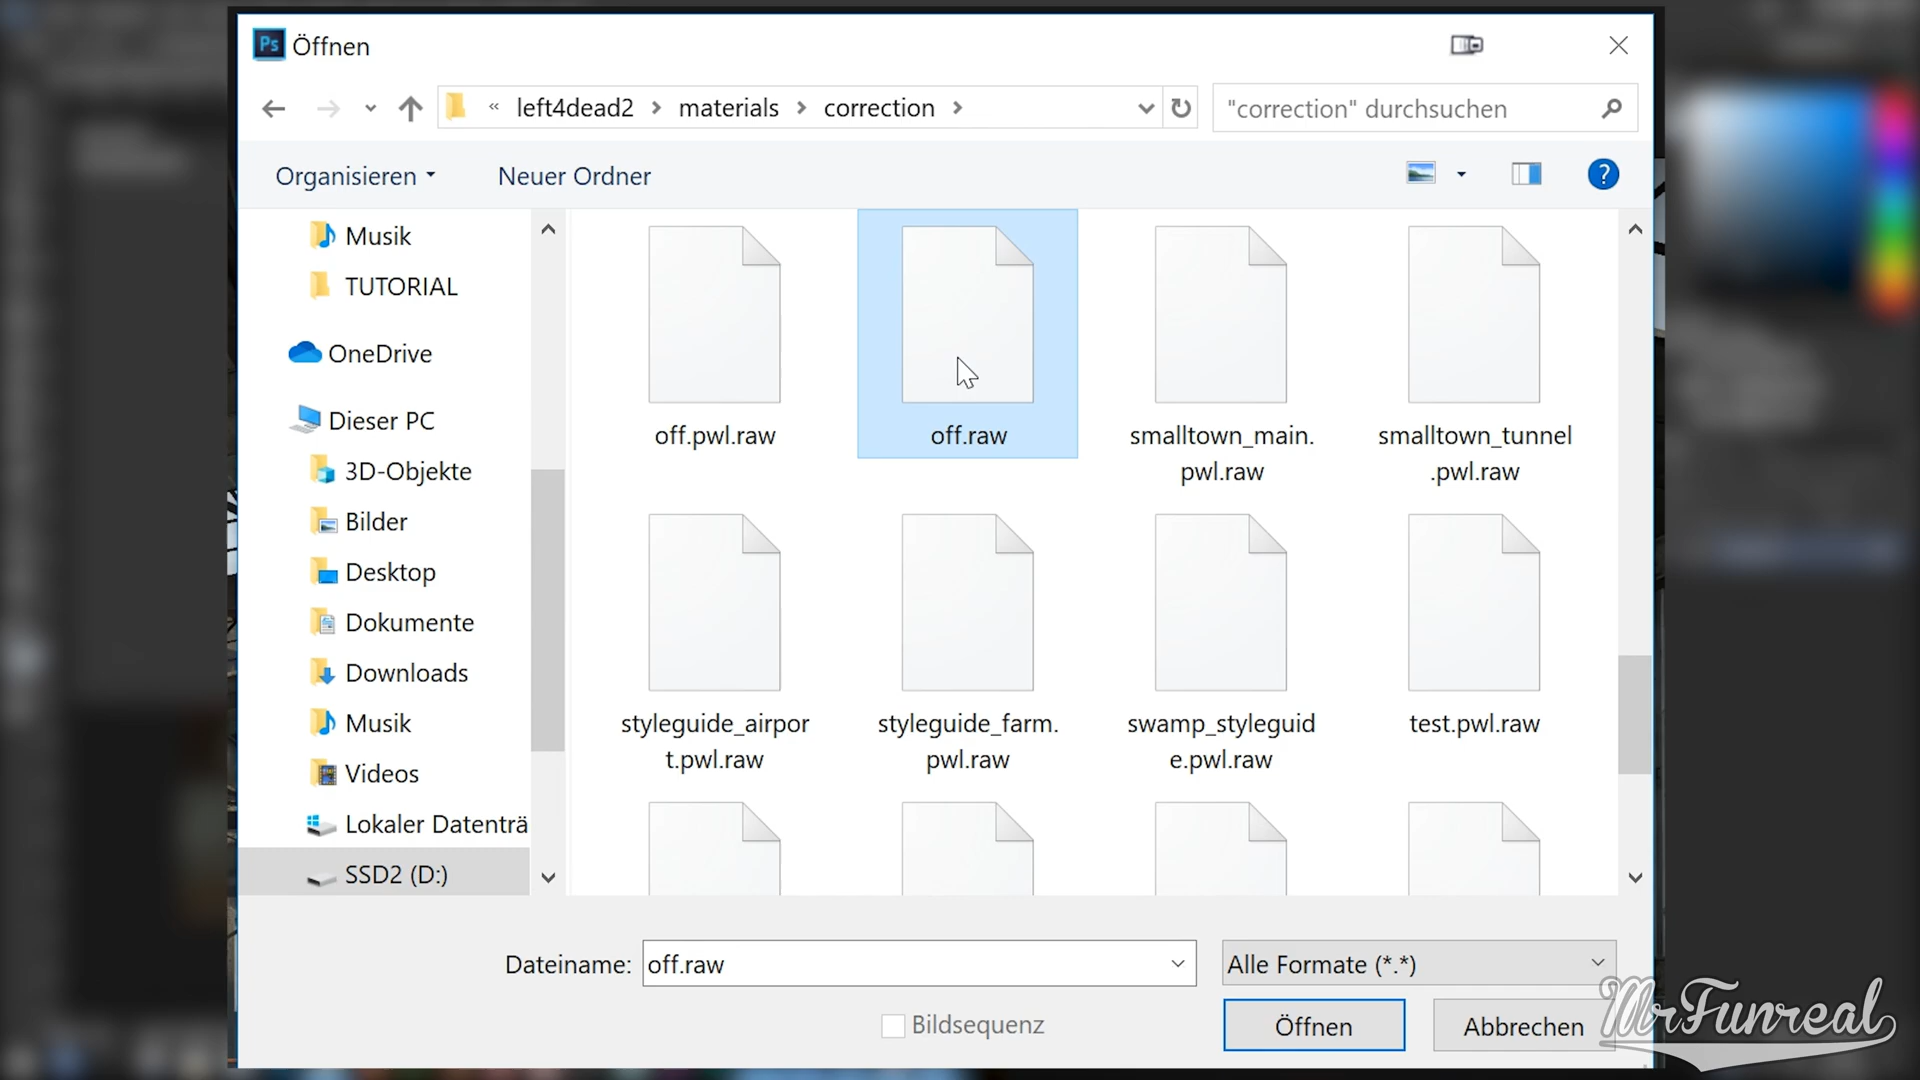 Ps Öffnen
« left4dead2 > materials > correction >
"correction" durchsuchen
Organisieren
Neuer Ordner
?
Musik
TUTORIAL
OneDrive
Dieser PC
3D-Objekte
Bilder
Desktop
Dokumente
Downloads
Musik
Videos
Lokaler Datenträ
SSD2 (D:)
off.pwl.raw
off.raw
smalltown_main.
pwl.raw
smalltown_tunnel
.pwl.raw
styleguide_airpor
t.pwl.raw
styleguide_farm.
pwl.raw
swamp_styleguid
e.pwl.raw
test.pwl.raw
Dateiname: off.raw
Alle Formate (*.*)
Bildsequenz
Öffnen
Abbrechen
MrFunreal